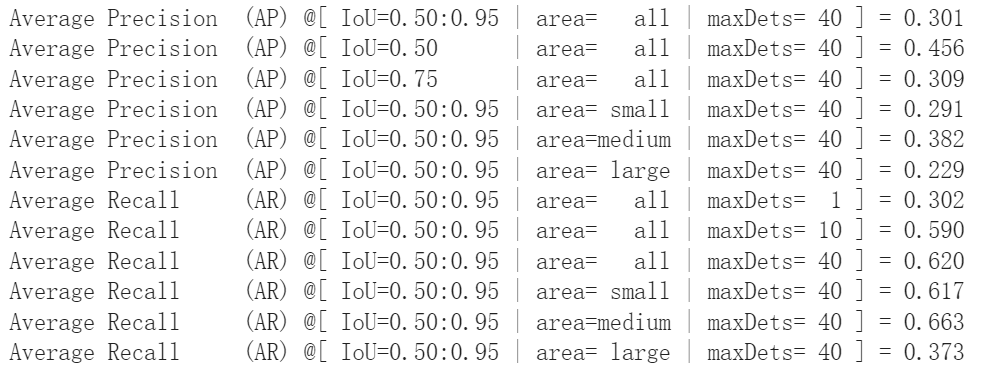 Average Precision  (AP) @[ IoU=0.50:0.95 | area=   all | maxDets= 40 ] = 0.301
Average Precision  (AP) @[ IoU=0.50      | area=   all | maxDets= 40 ] = 0.456
Average Precision  (AP) @[ IoU=0.75      | area=   all | maxDets= 40 ] = 0.309
Average Precision  (AP) @[ IoU=0.50:0.95 | area= small | maxDets= 40 ] = 0.291
Average Precision  (AP) @[ IoU=0.50:0.95 | area=medium | maxDets= 40 ] = 0.382
Average Precision  (AP) @[ IoU=0.50:0.95 | area= large | maxDets= 40 ] = 0.229
Average Recall     (AR) @[ IoU=0.50:0.95 | area=   all | maxDets=  1 ] = 0.302
Average Recall     (AR) @[ IoU=0.50:0.95 | area=   all | maxDets= 10 ] = 0.590
Average Recall     (AR) @[ IoU=0.50:0.95 | area=   all | maxDets= 40 ] = 0.620
Average Recall     (AR) @[ IoU=0.50:0.95 | area= small | maxDets= 40 ] = 0.617
Average Recall     (AR) @[ IoU=0.50:0.95 | area=medium | maxDets= 40 ] = 0.663
Average Recall     (AR) @[ IoU=0.50:0.95 | area= large | maxDets= 40 ] = 0.373